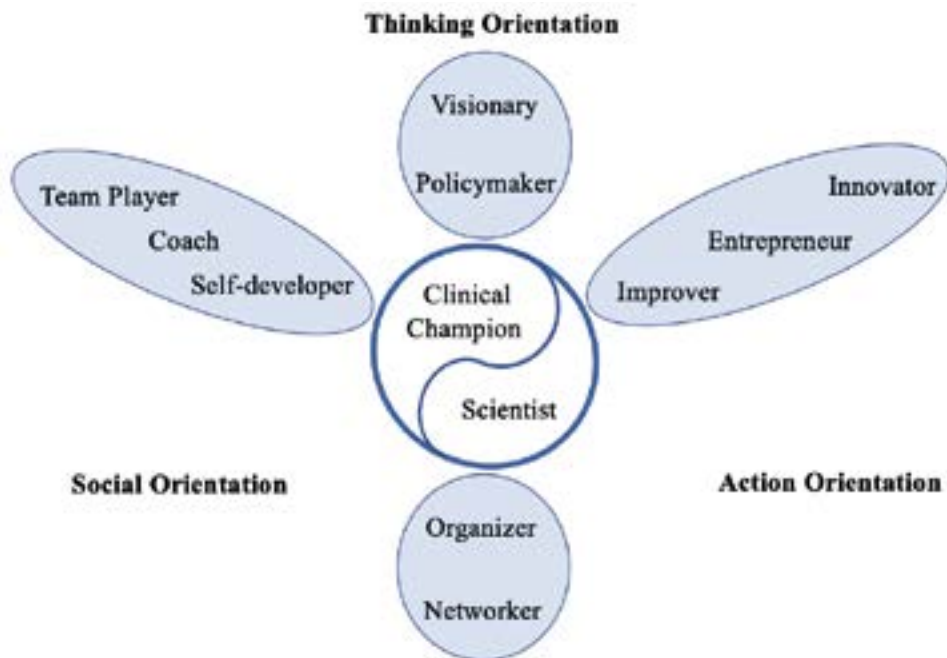 Thinking Orientation
Visionary
Policymaker
Team Player
Coach
Self-developer
Innovator
Entrepreneur
Improver
Clinical
Champion
Scientist
Social Orientation
Action Orientation
Organizer
Networker